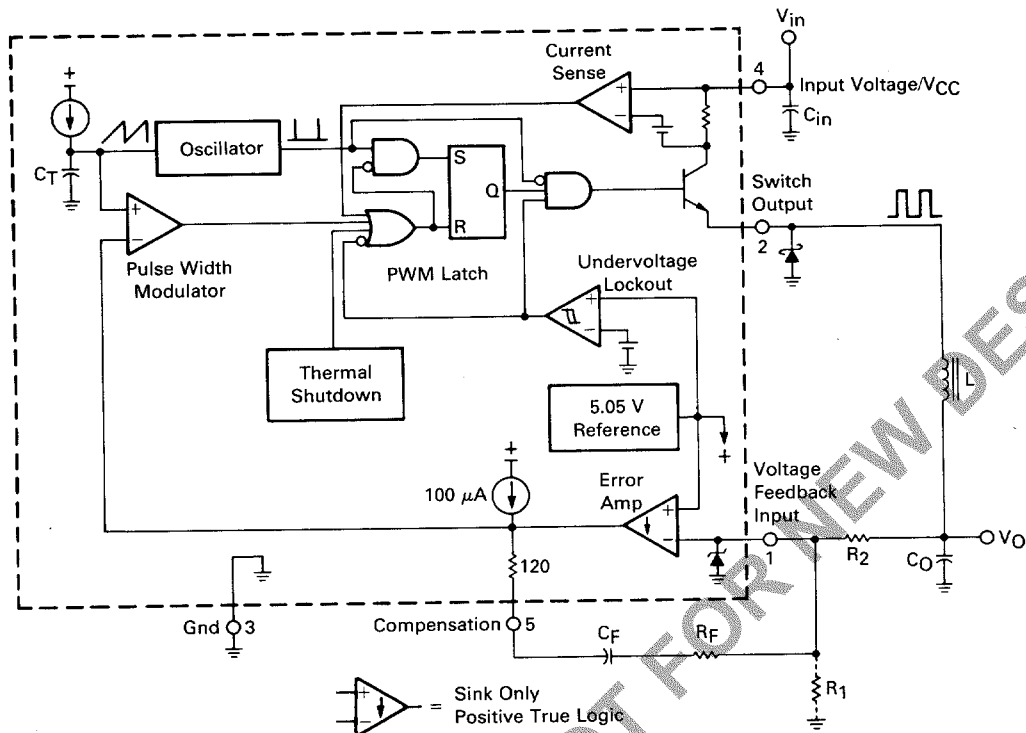 Vin
Current
Sense
4
Input Voltage/VCC
Cin
+
+
−
Oscillator
CT
S
Q
R
Switch
Output
2
+
−
Pulse Width
Modulator
PWM Latch
Undervoltage
Lockout
+
−
Thermal
Shutdown
5.05 V
Reference
+
L
+
100 µA
Error
Amp
+
−
Voltage
Feedback
Input
1
R2
VO
CO
120
Gnd
3
Compensation
5
CF
RF
R1
+
−
=
Sink Only
Positive True Logic
NOT FOR NEW DES